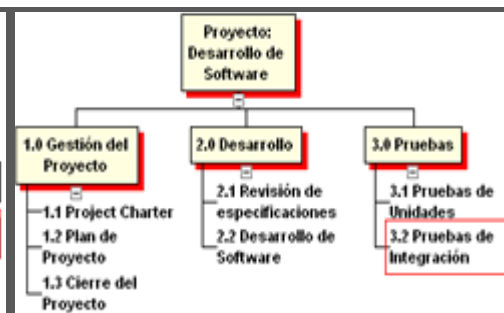 Proyecto:
Desarrollo de
Software
1.0 Gestión del
Proyecto
2.0 Desarrollo
3.0 Pruebas
1.1 Project Charter
1.2 Plan de
Proyecto
1.3 Cierre del
Proyecto
2.1 Revisión de
especificaciones
2.2 Desarrollo de
Software
3.1 Pruebas de
Unidades
3.2 Pruebas de
Integración